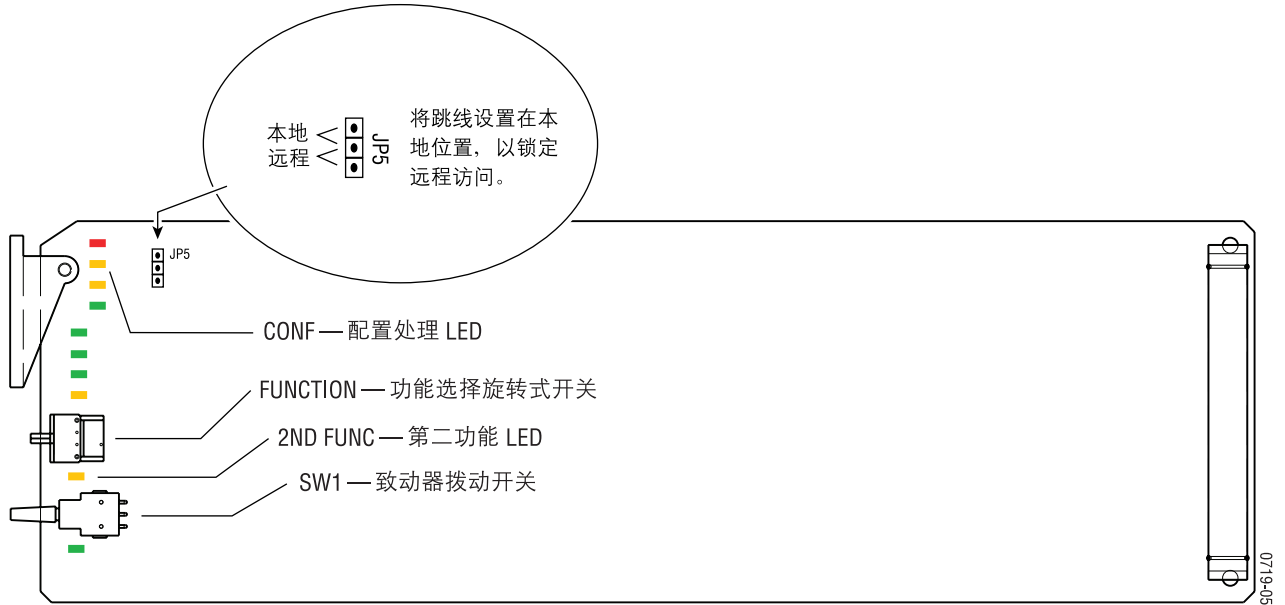 本地
远程
JP5
将跳线设置在本
地位置，以锁定
远程访问。
JP5
CONF — 配置处理 LED
FUNCTION — 功能选择旋转式开关
2ND FUNC — 第二功能 LED
SW1 — 致动器拨动开关
0719-05